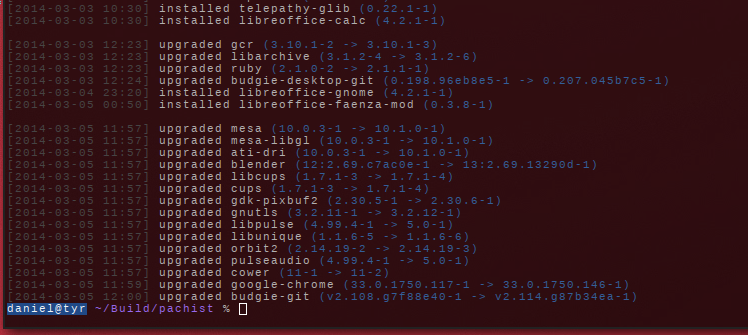 [2014-03-03 10:30] installed telepathy-glib (0.22.1-1)
[2014-03-03 10:30] installed libreoffice-calc (4.2.1-1)
[2014-03-03 12:23] upgraded gcr (3.10.1-2 -> 3.10.1-3)
[2014-03-03 12:23] upgraded libarchive (3.1.2-4 -> 3.1.2-6)
[2014-03-03 12:23] upgraded ruby (2.1.0-2 -> 2.1.1-1)
[2014-03-03 12:24] upgraded budgie-desktop-git (0.198.96eb8e5-1 -> 0.207.045b7c5-1)
[2014-03-04 23:20] installed libreoffice-gnome (4.2.1-1)
[2014-03-05 00:50] installed libreoffice-faenza-mod (0.3.8-1)
[2014-03-05 11:57] upgraded mesa (10.0.3-1 -> 10.1.0-1)
[2014-03-05 11:57] upgraded mesa-libgl (10.0.3-1 -> 10.1.0-1)
[2014-03-05 11:57] upgraded ati-dri (10.0.3-1 -> 10.1.0-1)
[2014-03-05 11:57] upgraded blender (12:2.69.c7ac0e-1 -> 13:2.69.13290d-1)
[2014-03-05 11:57] upgraded libcups (1.7.1-3 -> 1.7.1-4)
[2014-03-05 11:57] upgraded cups (1.7.1-3 -> 1.7.1-4)
[2014-03-05 11:57] upgraded gdk-pixbuf2 (2.30.5-1 -> 2.30.6-1)
[2014-03-05 11:57] upgraded gnutls (3.2.11-1 -> 3.2.12-1)
[2014-03-05 11:57] upgraded libpulse (4.99.4-1 -> 5.0-1)
[2014-03-05 11:57] upgraded libunique (1.1.6-5 -> 1.1.6-6)
[2014-03-05 11:57] upgraded orbit2 (2.14.19-2 -> 2.14.19-3)
[2014-03-05 11:57] upgraded pulseaudio (4.99.4-1 -> 5.0-1)
[2014-03-05 11:57] upgraded cower (11-1 -> 11-2)
[2014-03-05 11:59] upgraded google-chrome (33.0.1750.117-1 -> 33.0.1750.146-1)
[2014-03-05 12:00] upgraded budgie-git (v2.108.g7f88e40-1 -> v2.114.g87b34ea-1)
daniel@tyr ~/Build/pachist %